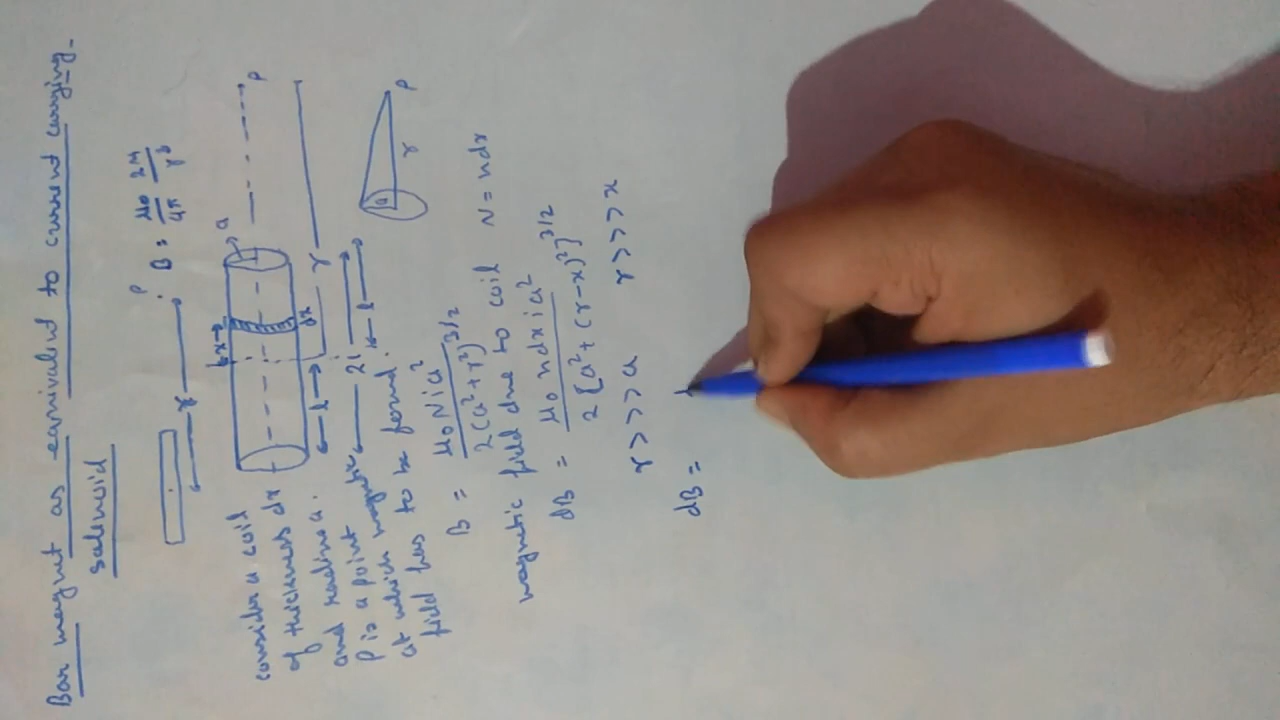 Bar magnet as equivalent to current carrying
salenoid
P
r
B = μ0/4π 2M/r3
dx
a
P
l
dx
r
2l
l
a
r
P
consider a coil
of thickness dx
and radius a.
P is a point
at which magnetic
field has to be found.
B = μ0Nia2/2(a2+r2)3/2
magnetic field due to coil N = ndx
dB = μ0 ndx i a2/2[a2+(r-x)2]3/2
r>>>a r>>>x
dB =